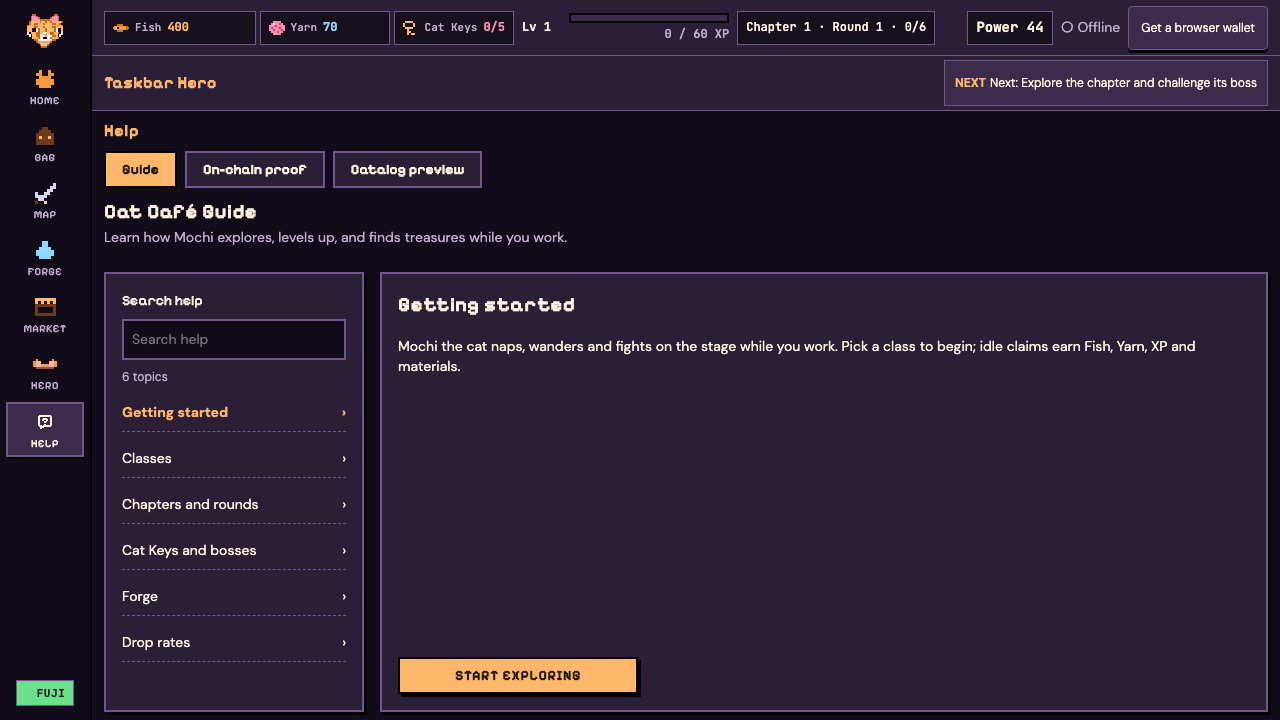 Fish 400
Yarn 70
Cat Keys 0/5
Lv 1
0 / 60 XP
Chapter 1 · Round 1 · 0/6
Power 44
Offline
Get a browser wallet
HOME
BAG
MAP
FORGE
MARKET
HERO
HELP
FUJI
Taskbar Hero
NEXT Next: Explore the chapter and challenge its boss
Help
Guide
On-chain proof
Catalog preview
Cat Café Guide
Learn how Mochi explores, levels up, and finds treasures while you work.
Search help
Search help
6 topics
Getting started ›
Classes ›
Chapters and rounds ›
Cat Keys and bosses ›
Forge ›
Drop rates ›
Getting started
Mochi the cat naps, wanders and fights on the stage while you work. Pick a class to begin; idle claims earn Fish, Yarn, XP and
materials.
START EXPLORING